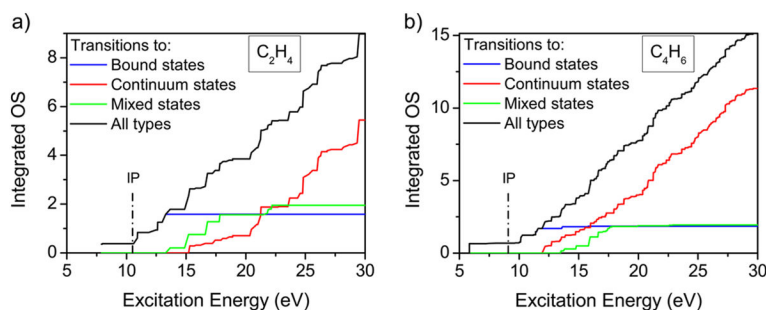 a)
Transitions to:
Bound states
Continuum states
Mixed states
All types
C₂H₄
IP
Integrated OS
8
6
4
2
0
5 10 15 20 25 30
Excitation Energy (eV)
b)
Transitions to:
Bound states
Continuum states
Mixed states
All types
C₄H₆
IP
Integrated OS
15
10
5
0
5 10 15 20 25 30
Excitation Energy (eV)